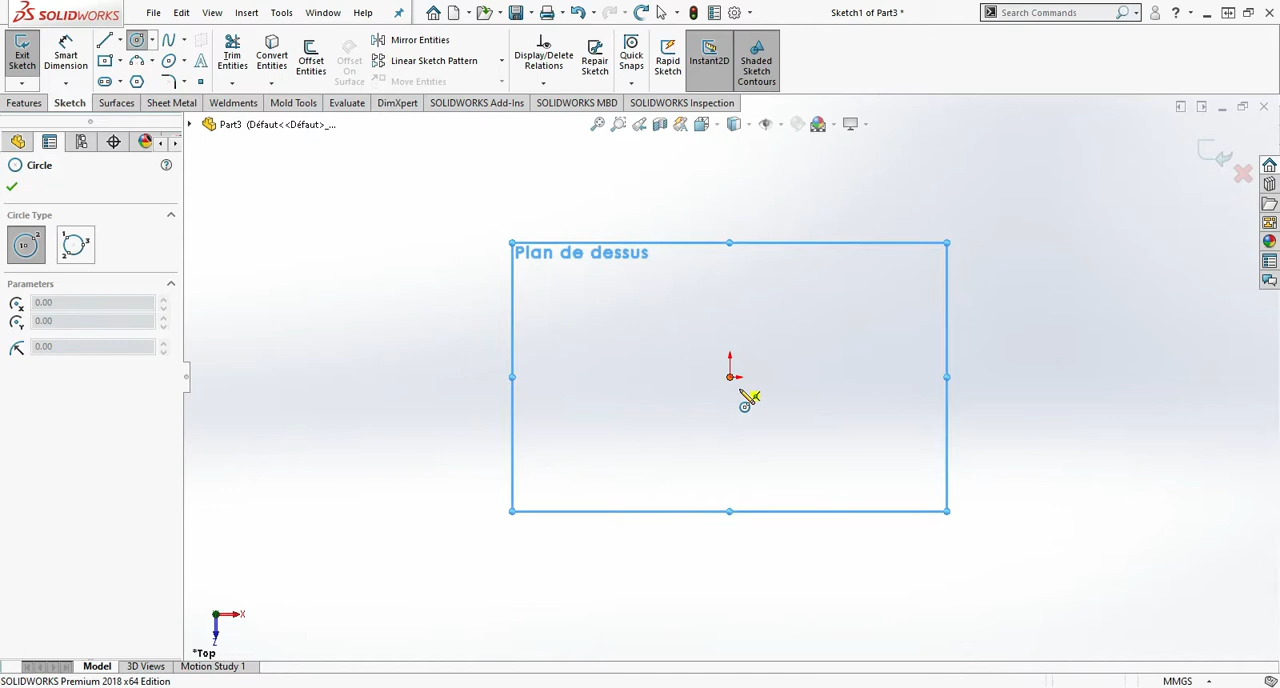 SOLIDWORKS
File Edit View Insert Tools Window Help
Sketch1 of Part3 *
Search Commands
Exit Sketch
Smart Dimension
Trim Entities
Convert Entities
Offset Entities
Offset On Surface
Mirror Entities
Linear Sketch Pattern
Move Entities
Display/Delete Relations
Repair Sketch
Quick Snaps
Rapid Sketch
Instant2D
Shaded Sketch Contours
Features Sketch Surfaces Sheet Metal Weldments Mold Tools Evaluate DimXpert SOLIDWORKS Add-Ins SOLIDWORKS MBD SOLIDWORKS Inspection
Part3 (Défaut<<Défaut>_...
Circle
Circle Type
Parameters
0.00
0.00
0.00
Plan de dessus
X
Z
*Top
Model 3D Views Motion Study 1
SOLIDWORKS Premium 2018 x64 Edition
MMGS